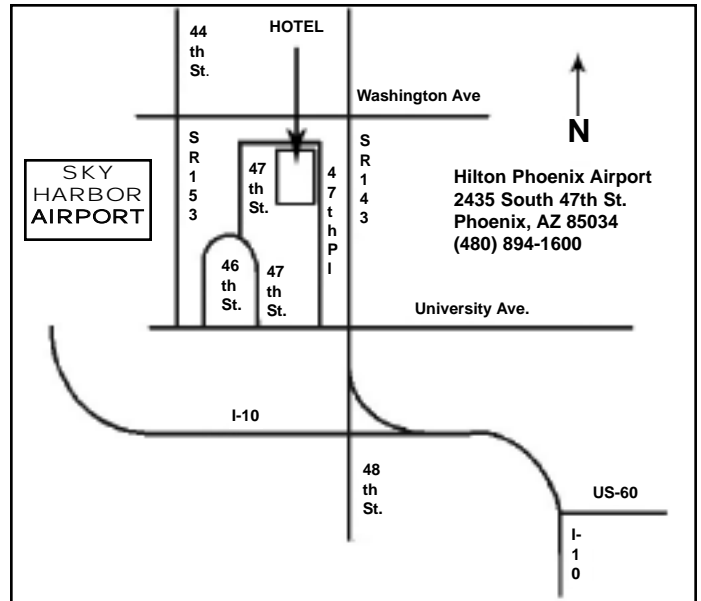 44
th
St.
HOTEL
Washington Ave
N
S
R
1
5
3
S
R
1
4
3
SKY
HARBOR
AIRPORT
47
th
St.
4
7
t
h
P
l
Hilton Phoenix Airport
2435 South 47th St.
Phoenix, AZ 85034
(480) 894-1600
46
th
St.
47
th
St.
University Ave.
I-10
48
th
St.
US-60
I-
1
0